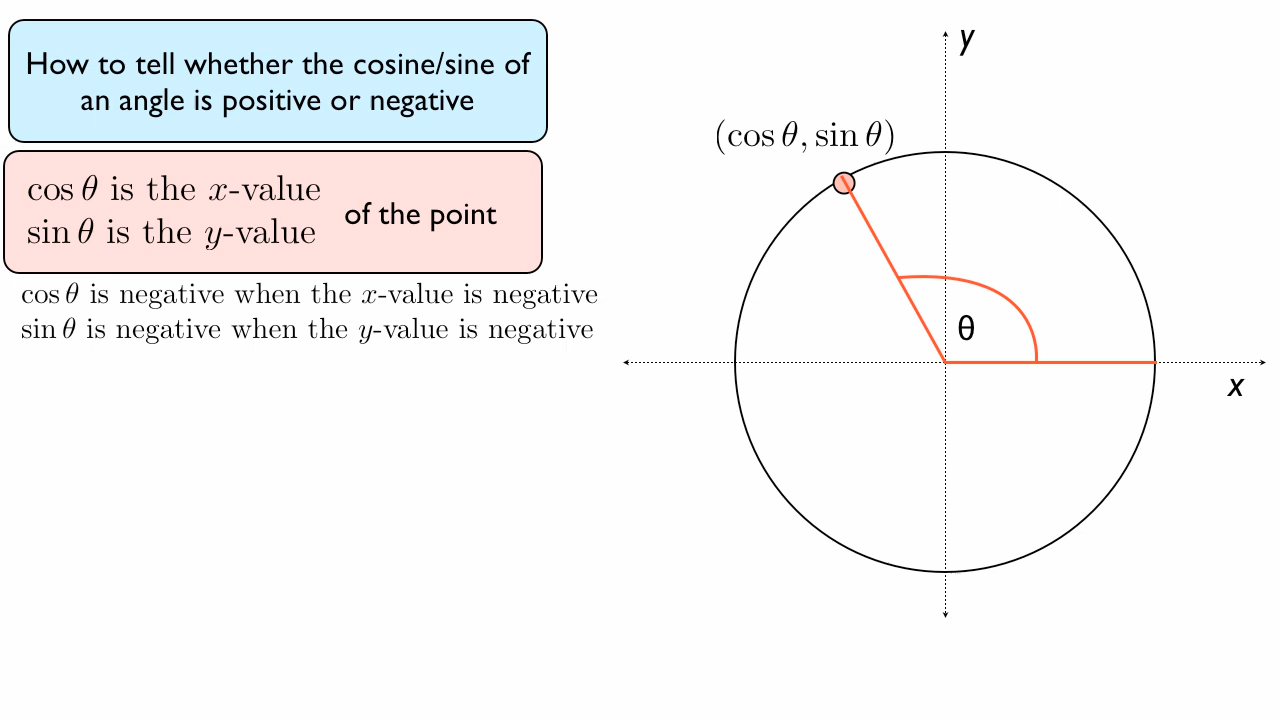 How to tell whether the cosine/sine of
an angle is positive or negative
cos θ is the x-value
sin θ is the y-value
of the point
cos θ is negative when the x-value is negative
sin θ is negative when the y-value is negative
y
(cos θ, sin θ)
θ
x